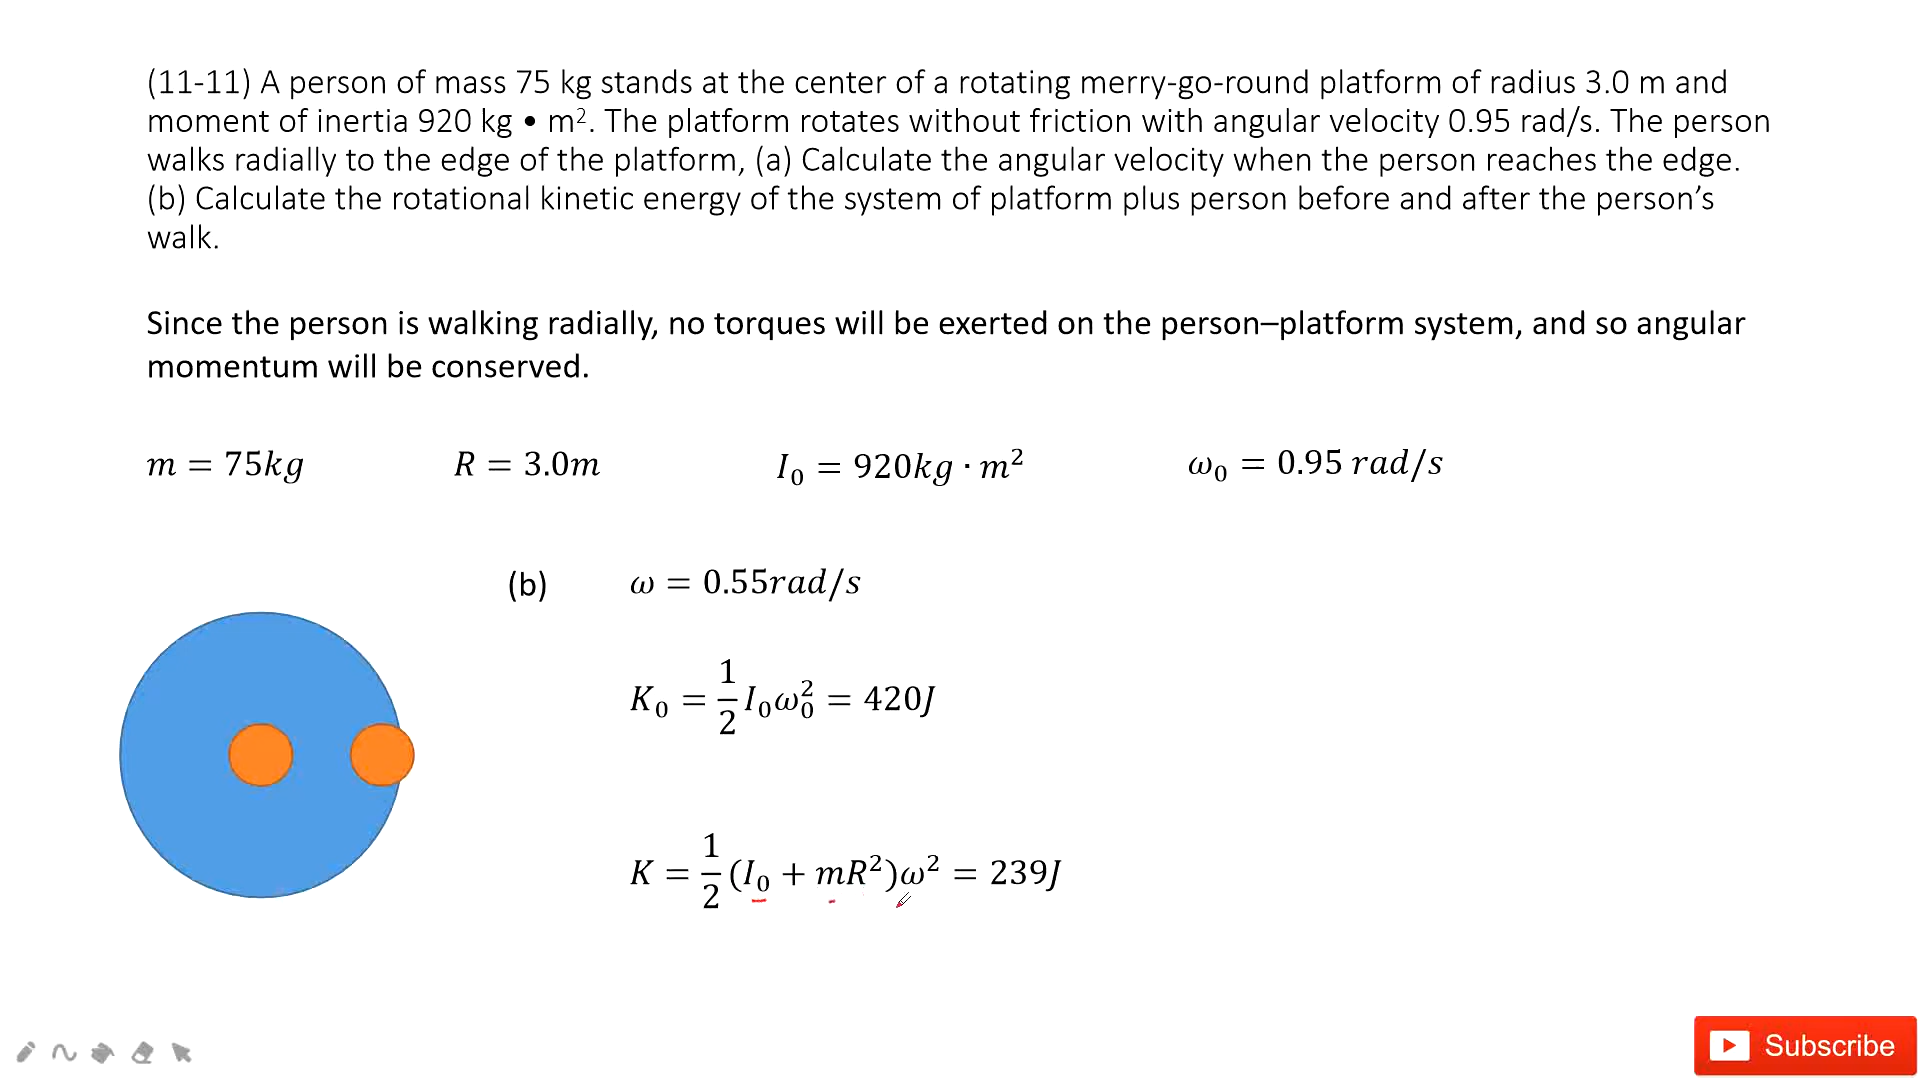 (11-11) A person of mass 75 kg stands at the center of a rotating merry-go-round platform of radius 3.0 m and
moment of inertia 920 kg • m². The platform rotates without friction with angular velocity 0.95 rad/s. The person
walks radially to the edge of the platform, (a) Calculate the angular velocity when the person reaches the edge.
(b) Calculate the rotational kinetic energy of the system of platform plus person before and after the person’s
walk.
Since the person is walking radially, no torques will be exerted on the person–platform system, and so angular
momentum will be conserved.
m = 75kg R = 3.0m I₀ = 920kg · m² ω₀ = 0.95 rad/s
(b) ω = 0.55rad/s
K₀ = 1/2 I₀ω₀² = 420J
K = 1/2 (I₀ + mR²)ω² = 239J
Subscribe